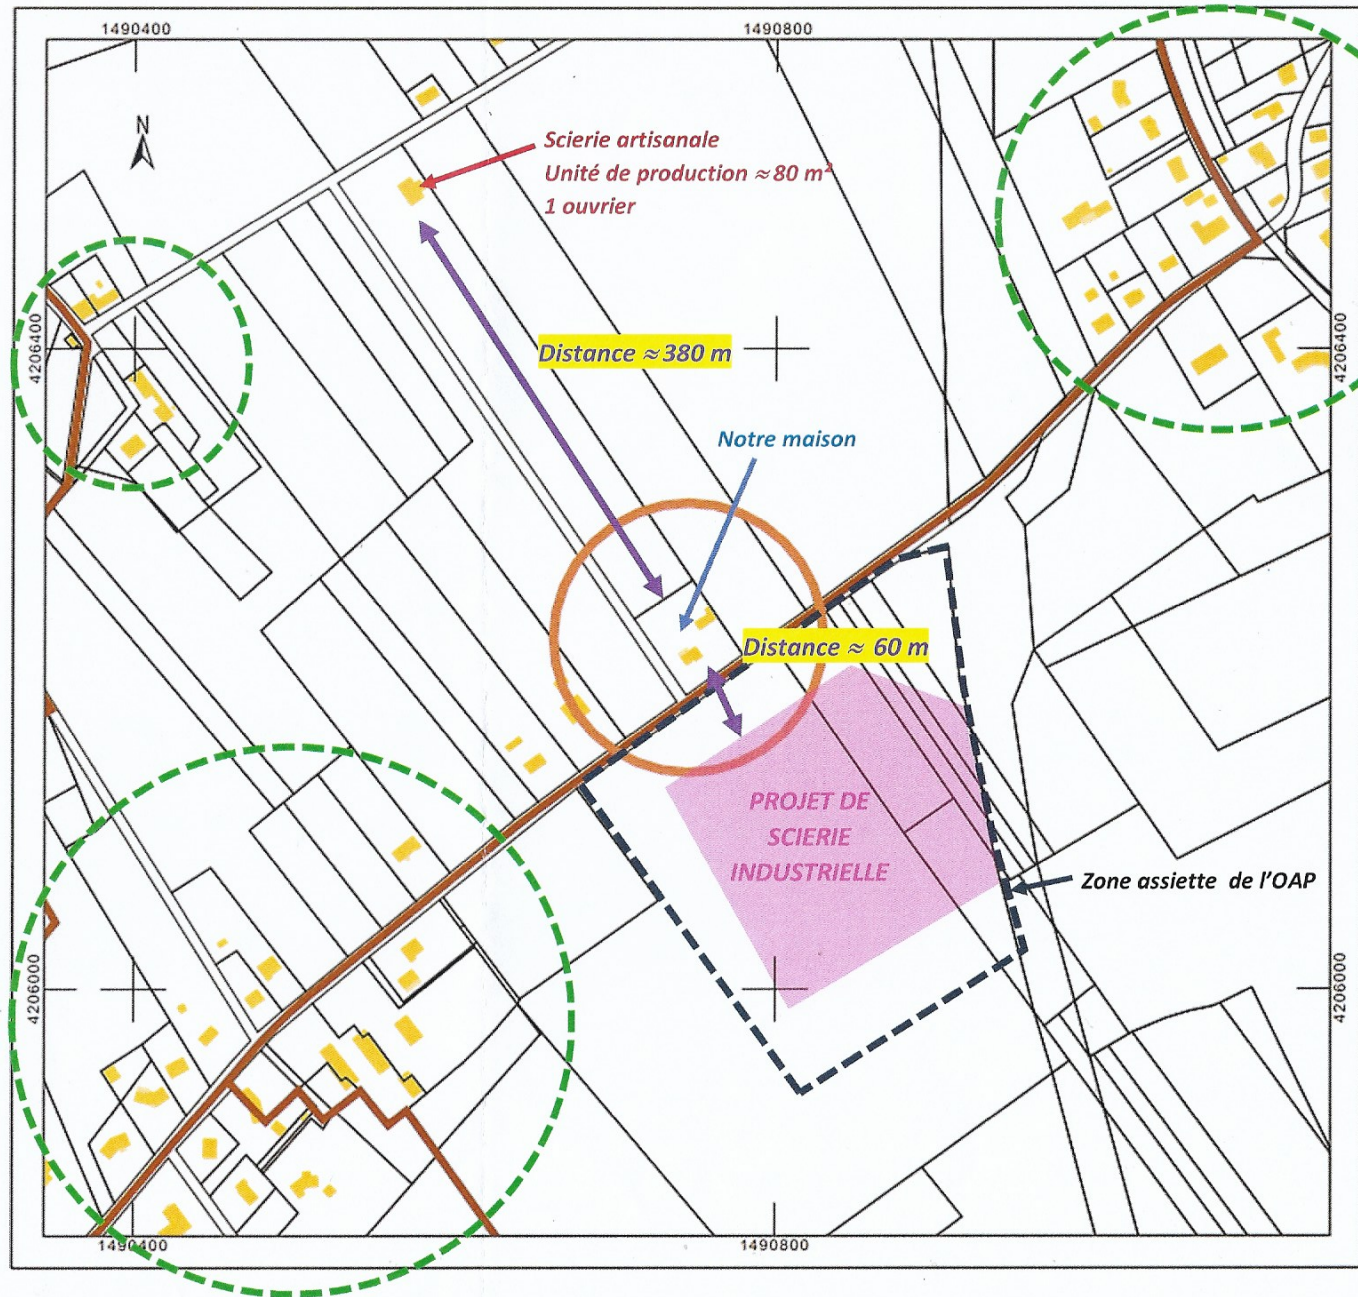 1490400
1490800
N
Scierie artisanale
Unité de production ≈ 80 m²
1 ouvrier
4206400
Distance ≈ 380 m
4206400
Notre maison
Distance ≈ 60 m
PROJET DE
SCIERIE
INDUSTRIELLE
Zone assiette de l'OAP
4206000
4206000
1490400
1490800